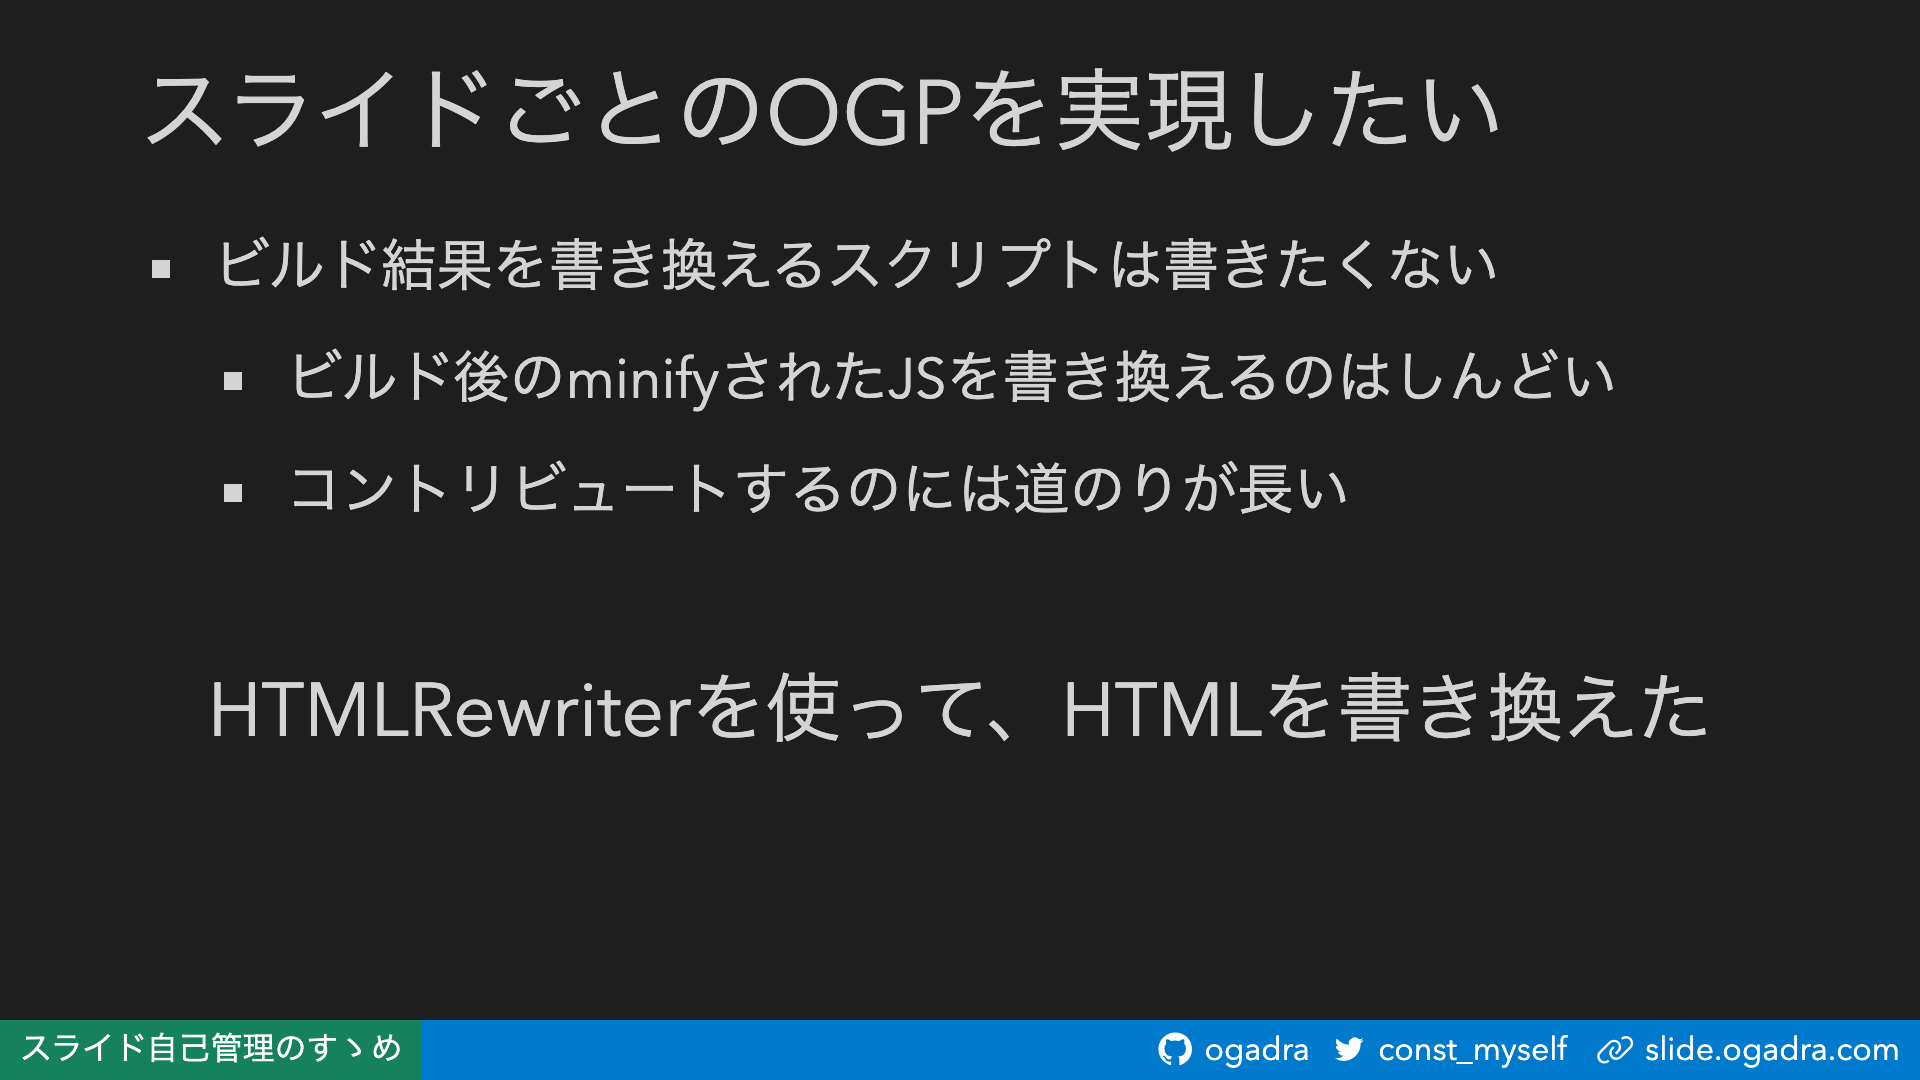 スライドごとのOGPを実現したい
ビルド結果を書き換えるスクリプトは書きたくない
ビルド後のminifyされたJSを書き換えるのはしんどい
コントリビュートするのには道のりが長い
HTMLRewriterを使って、HTMLを書き換えた
スライド自己管理のすゝめ
ogadra
const_myself
slide.ogadra.com